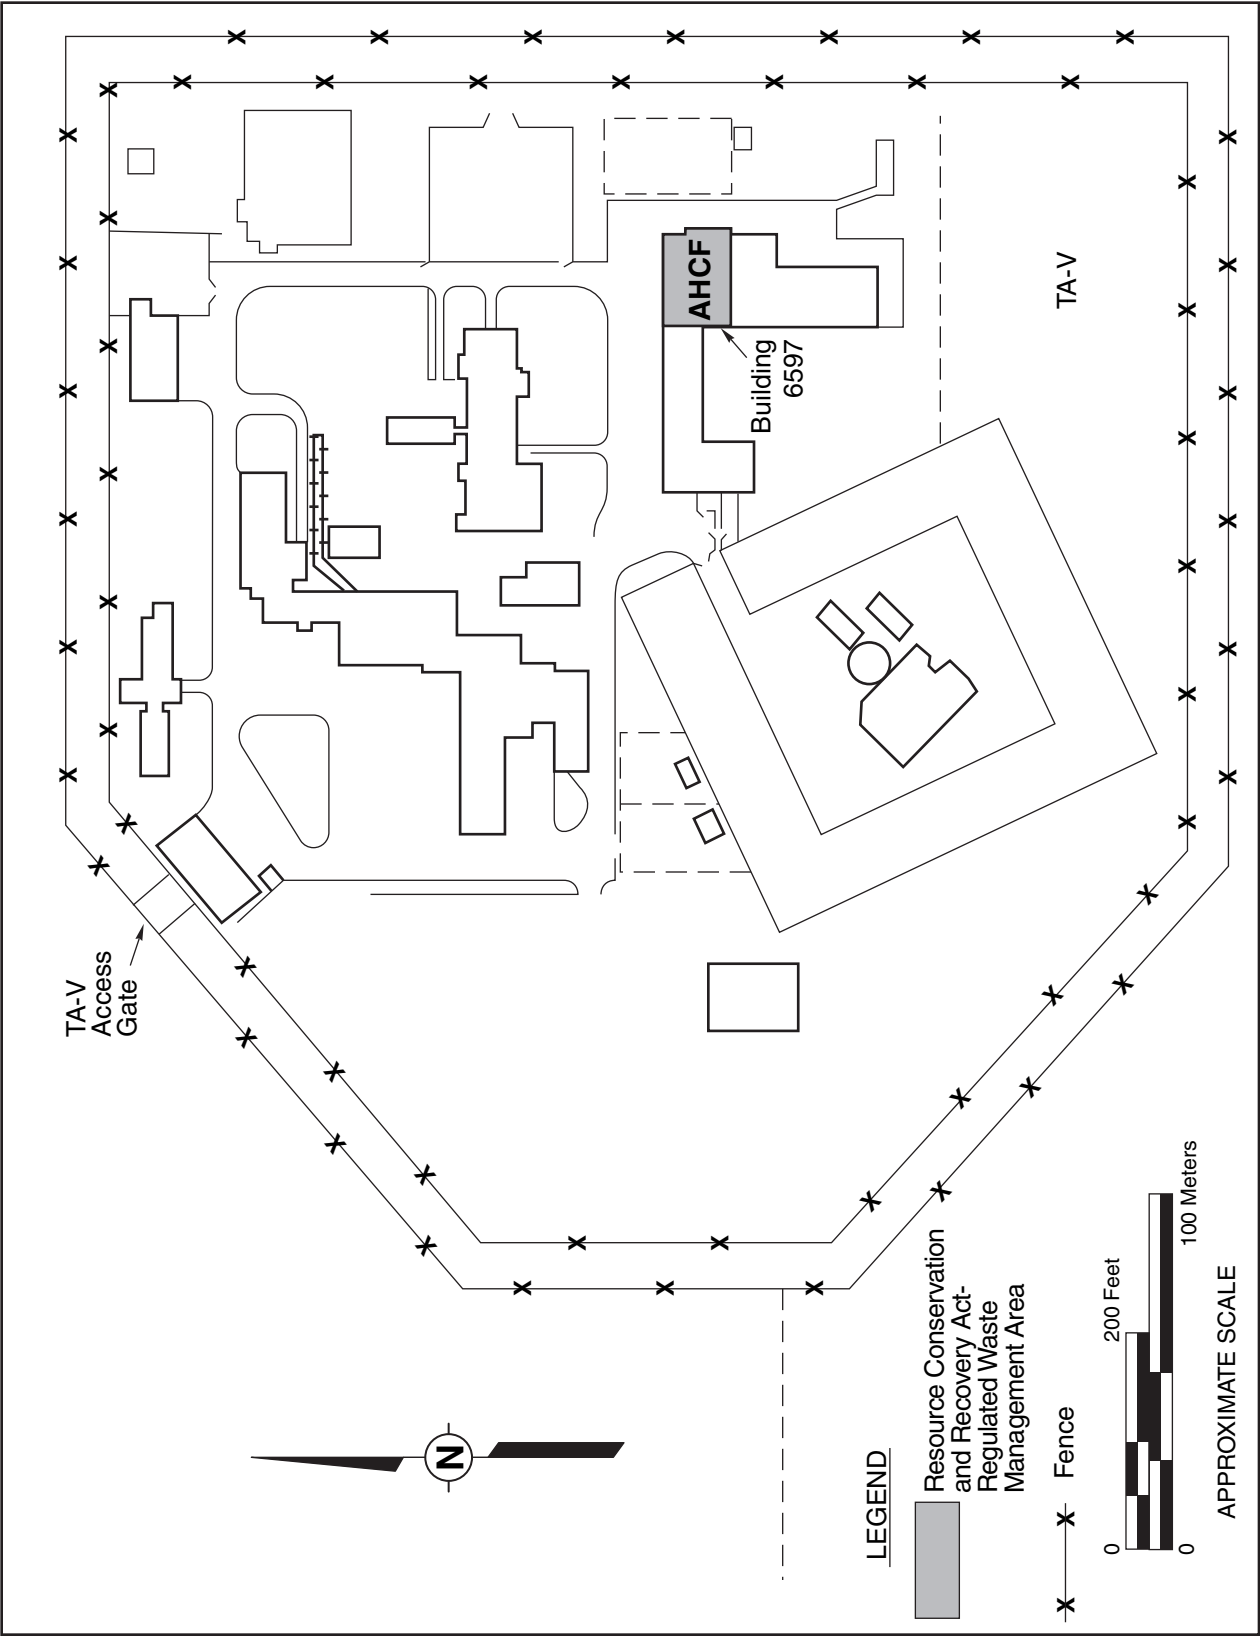 TA-V
Access
Gate
AHCF
Building
6597
TA-V
N
LEGEND
Resource Conservation
and Recovery Act-
Regulated Waste
Management Area
Fence
0
200 Feet
0
100 Meters
APPROXIMATE SCALE